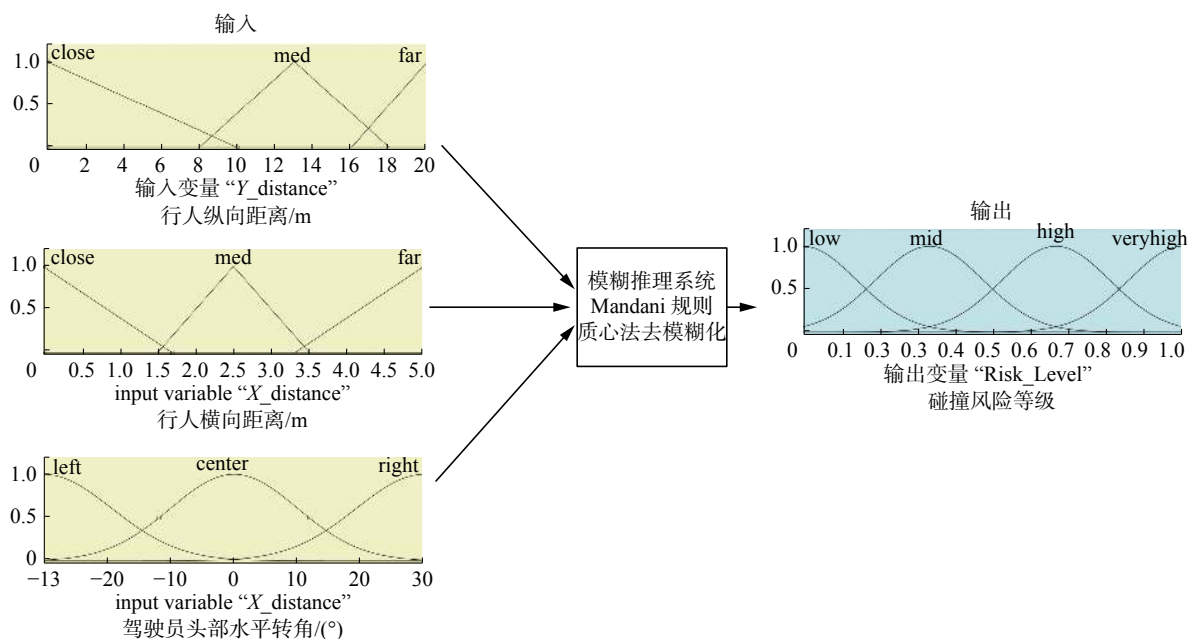 输入
close
med
far
1.0
0.5
0 2 4 6 8 10 12 14 16 18 20
输入变量 “Y_distance”
行人纵向距离/m
close
med
far
1.0
0.5
0 0.5 1.0 1.5 2.0 2.5 3.0 3.5 4.0 4.5 5.0
input variable “X_distance”
行人横向距离/m
left
center
right
1.0
0.5
0
−13 −20 −10 0 10 20 30
input variable “X_distance”
驾驶员头部水平转角/(°)
模糊推理系统
Mandani 规则
质心法去模糊化
输出
low
mid
high
veryhigh
1.0
0.5
0 0.1 0.3 0.3 0.4 0.5 0.6 0.7 0.8 0.9 1.0
输出变量 “Risk_Level”
碰撞风险等级